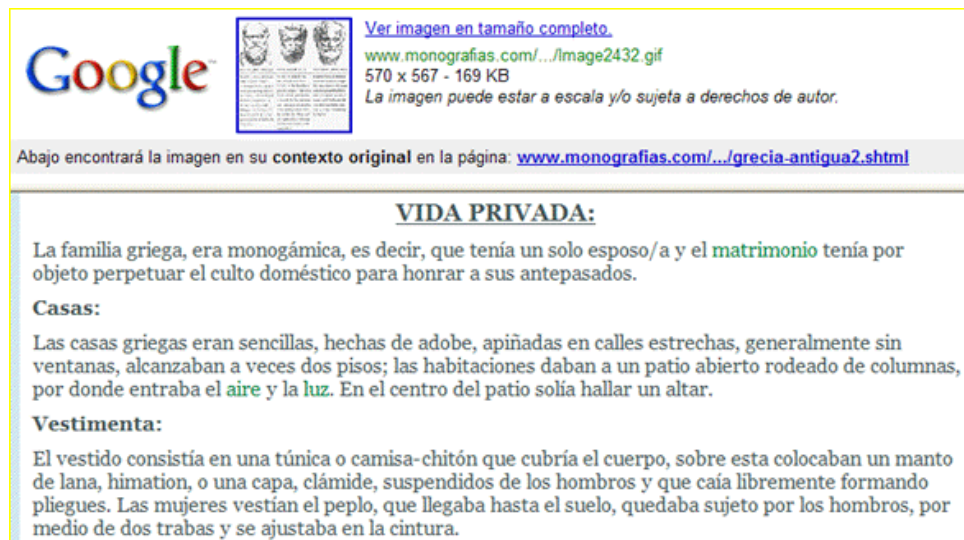 Google
Ver imagen en tamaño completo.
www.monografias.com/.../Image2432.gif
570 x 567 - 169 KB
La imagen puede estar a escala y/o sujeta a derechos de autor.
Abajo encontrará la imagen en su contexto original en la página: www.monografias.com/.../grecia-antigua2.shtml
VIDA PRIVADA:
La familia griega, era monogámica, es decir, que tenía un solo esposo/a y el matrimonio tenía por
objeto perpetuar el culto doméstico para honrar a sus antepasados.
Casas:
Las casas griegas eran sencillas, hechas de adobe, apiñadas en calles estrechas, generalmente sin
ventanas, alcanzaban a veces dos pisos; las habitaciones daban a un patio abierto rodeado de columnas,
por donde entraba el aire y la luz. En el centro del patio solía hallar un altar.
Vestimenta:
El vestido consistía en una túnica o camisa-chitón que cubría el cuerpo, sobre esta colocaban un manto
de lana, himation, o una capa, clámide, suspendidos de los hombros y que caía libremente formando
pliegues. Las mujeres vestían el peplo, que llegaba hasta el suelo, quedaba sujeto por los hombros, por
medio de dos trabas y se ajustaba en la cintura.